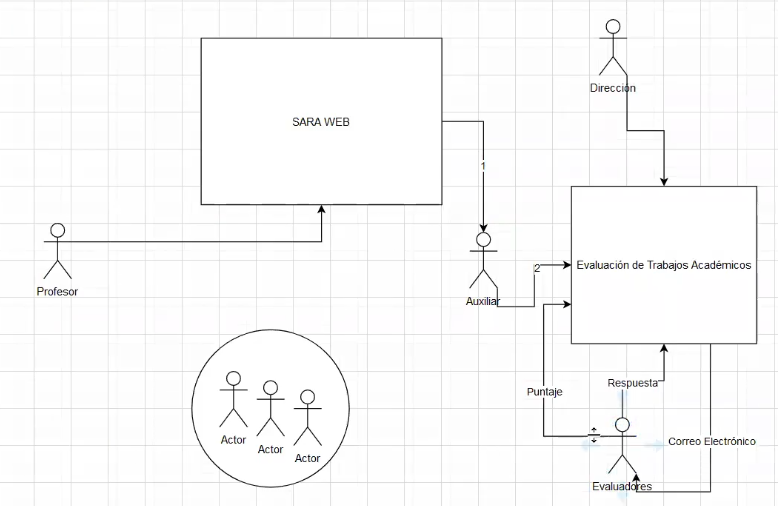 Dirección
SARA WEB
1
Profesor
Auxiliar
2
Evaluación de Trabajos Académicos
Puntaje
Respuesta
Actor
Actor
Actor
Correo Electrónico
Evaluadores